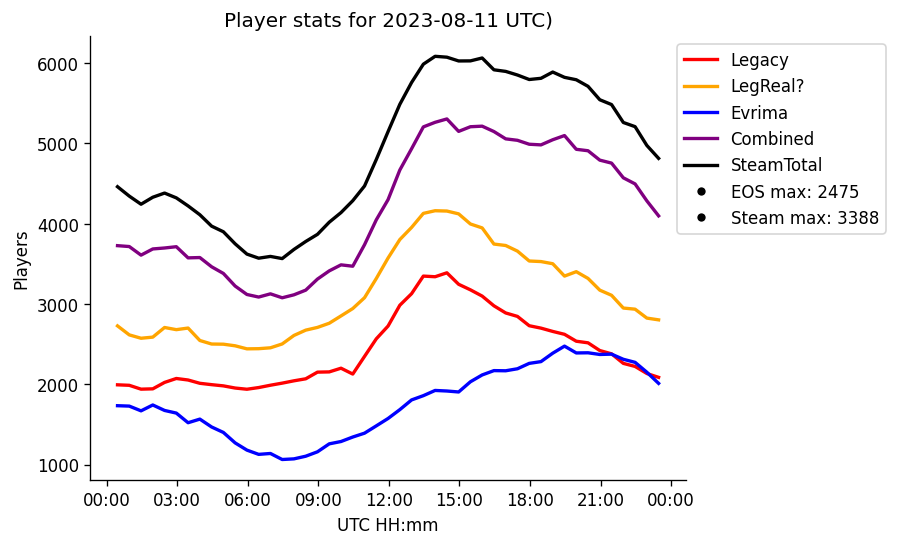 Player stats for 2023-08-11 UTC)
Legacy
LegReal?
Evrima
Combined
SteamTotal
EOS max: 2475
Steam max: 3388
Players
6000
5000
4000
3000
2000
1000
00:00 03:00 06:00 09:00 12:00 15:00 18:00 21:00 00:00
UTC HH:mm